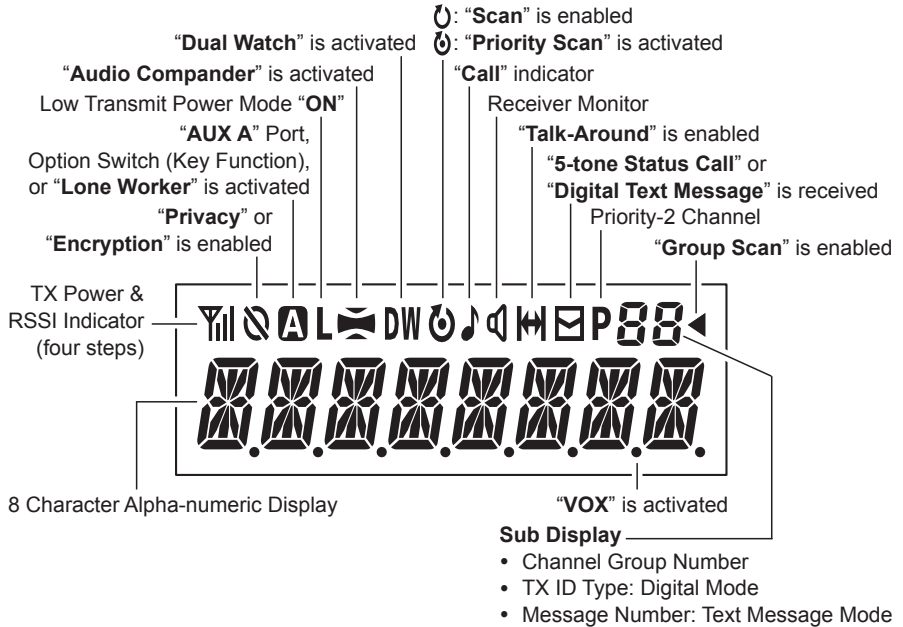 : “Scan” is enabled
“Dual Watch” is activated
: “Priority Scan” is activated
“Audio Compander” is activated
“Call” indicator
Low Transmit Power Mode “ON”
Receiver Monitor
“AUX A” Port,
Option Switch (Key Function),
or “Lone Worker” is activated
“Talk-Around” is enabled
“5-tone Status Call” or
“Digital Text Message” is received
“Privacy” or
“Encryption” is enabled
Priority-2 Channel
“Group Scan” is enabled
TX Power &
RSSI Indicator
(four steps)
A L DW P 88
8 Character Alpha-numeric Display
“VOX” is activated
Sub Display
• Channel Group Number
• TX ID Type: Digital Mode
• Message Number: Text Message Mode